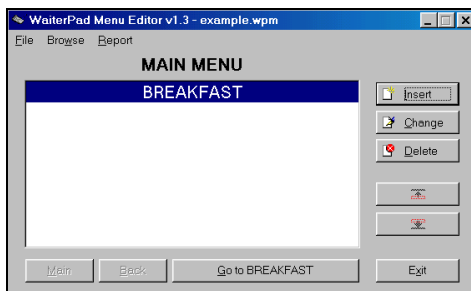 WaiterPad Menu Editor v1.3 - example.wpm
File Browse Report
MAIN MENU
BREAKFAST
Insert
Change
Delete
Main Back Go to BREAKFAST Exit